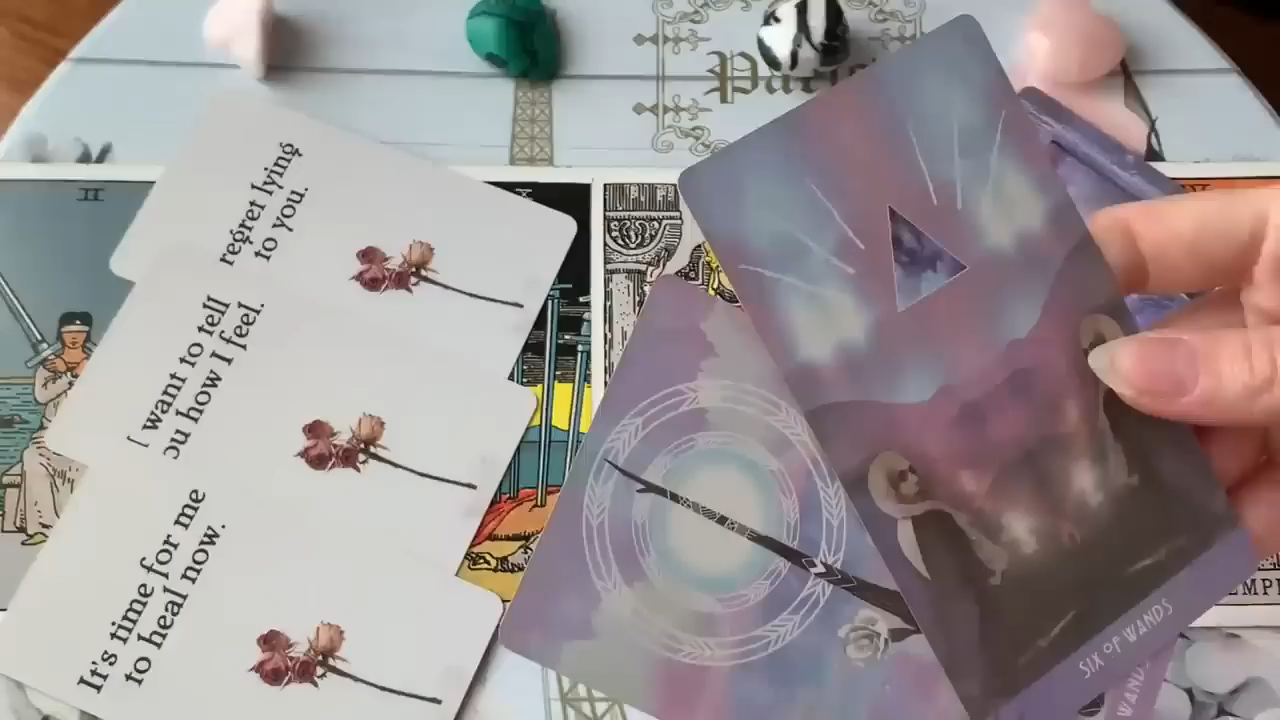 II
regret lying
to you.
I want to tell
ou how I feel.
It's time for me
to heal now.
SIX OF WANDS
WANDS